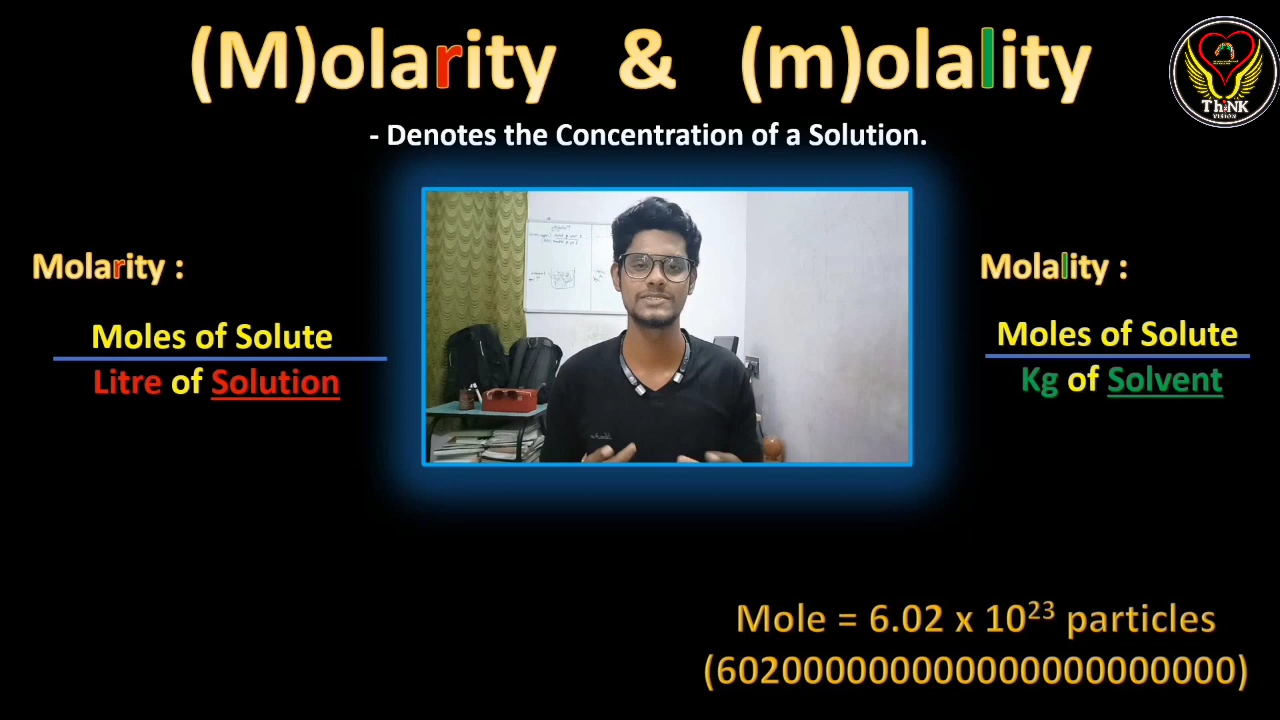 (M)olarity & (m)olality
ThiNK
VISION
- Denotes the Concentration of a Solution.
Molarity :
Moles of Solute
Litre of Solution
Molality :
Moles of Solute
Kg of Solvent
Mole = 6.02 x 10²³ particles
(602000000000000000000000)